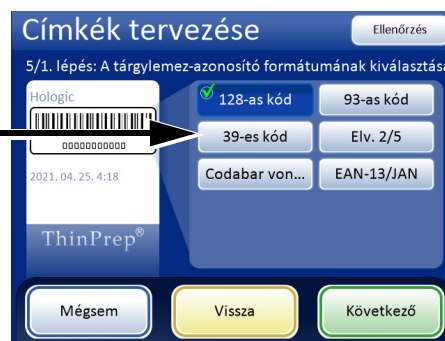 Címkék tervezése
Ellenőrzés
5/1. lépés: A tárgylemez-azonosító formátumának kiválasztása
Hologic
00000000000
2021. 04. 25. 4:18
ThinPrep®
128-as kód
93-as kód
39-es kód
Elv. 2/5
Codabar von...
EAN-13/JAN
Mégsem
Vissza
Következő